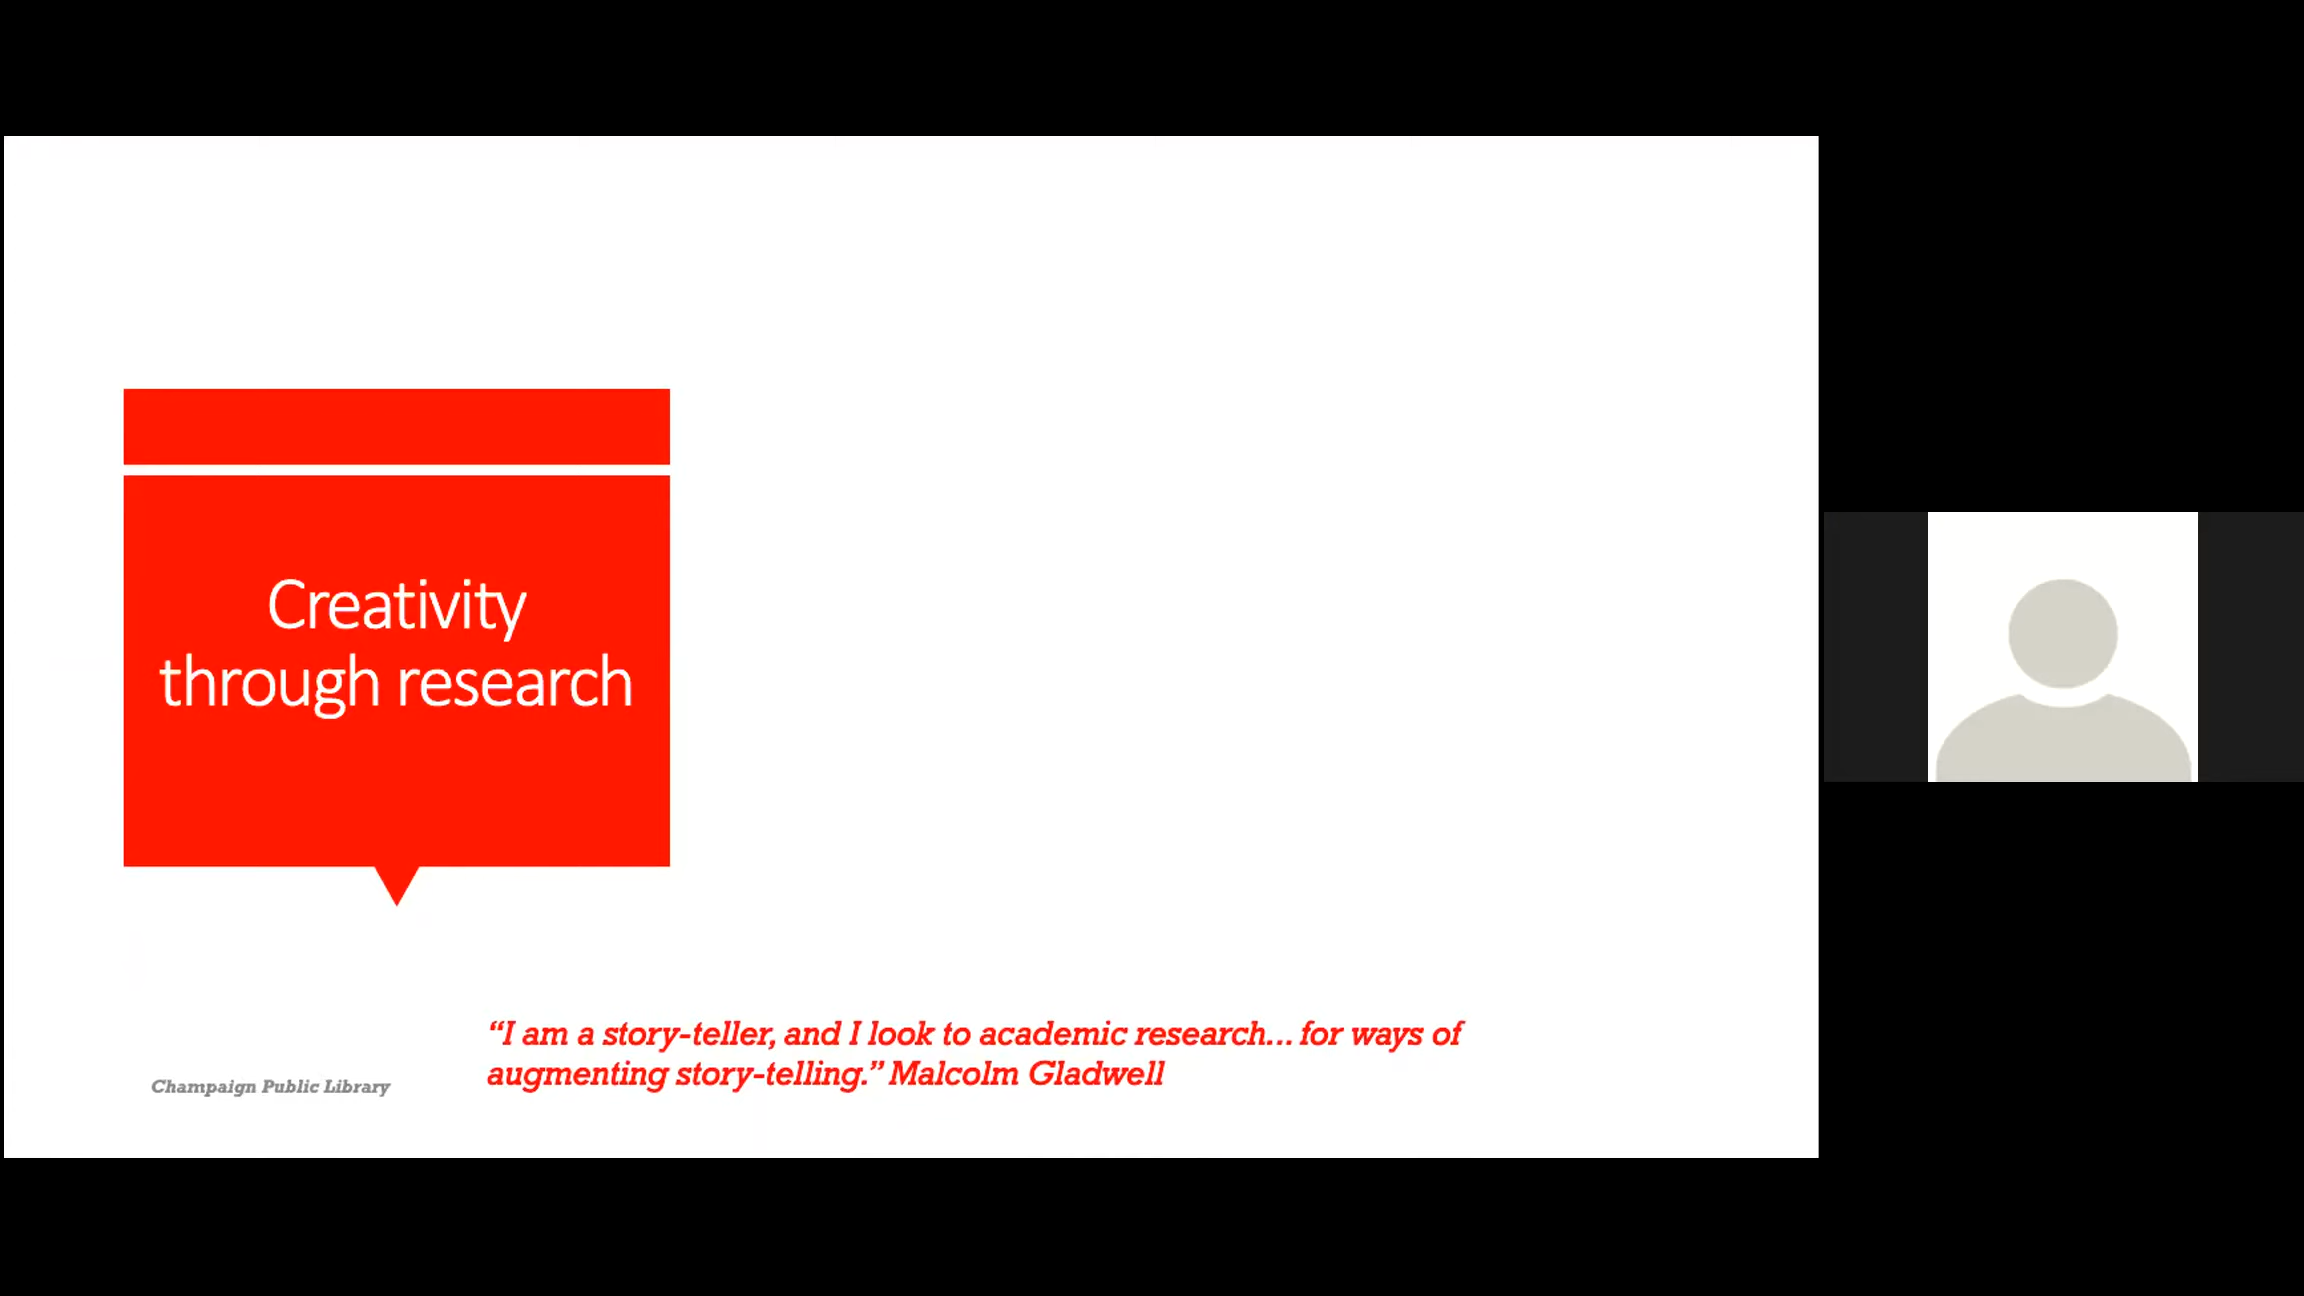 Creativity
through research
“I am a story-teller, and I look to academic research... for ways of
augmenting story-telling.” Malcolm Gladwell
Champaign Public Library